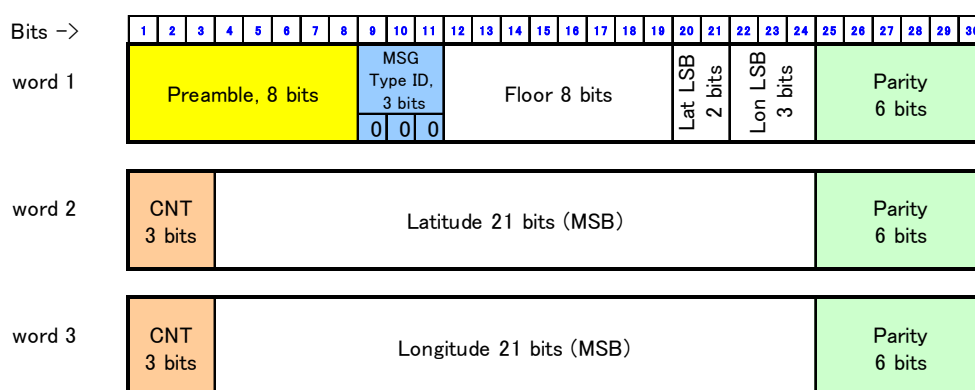 Bits −> 1 2 3 4 5 6 7 8 9 10 11 12 13 14 15 16 17 18 19 20 21 22 23 24 25 26 27 28 29 30
word 1
Preamble, 8 bits
MSG
Type ID,
3 bits
0 0 0
Floor 8 bits
Lat LSB
2 bits
Lon LSB
3 bits
Parity
6 bits
word 2
CNT
3 bits
Latitude 21 bits (MSB)
Parity
6 bits
word 3
CNT
3 bits
Longitude 21 bits (MSB)
Parity
6 bits